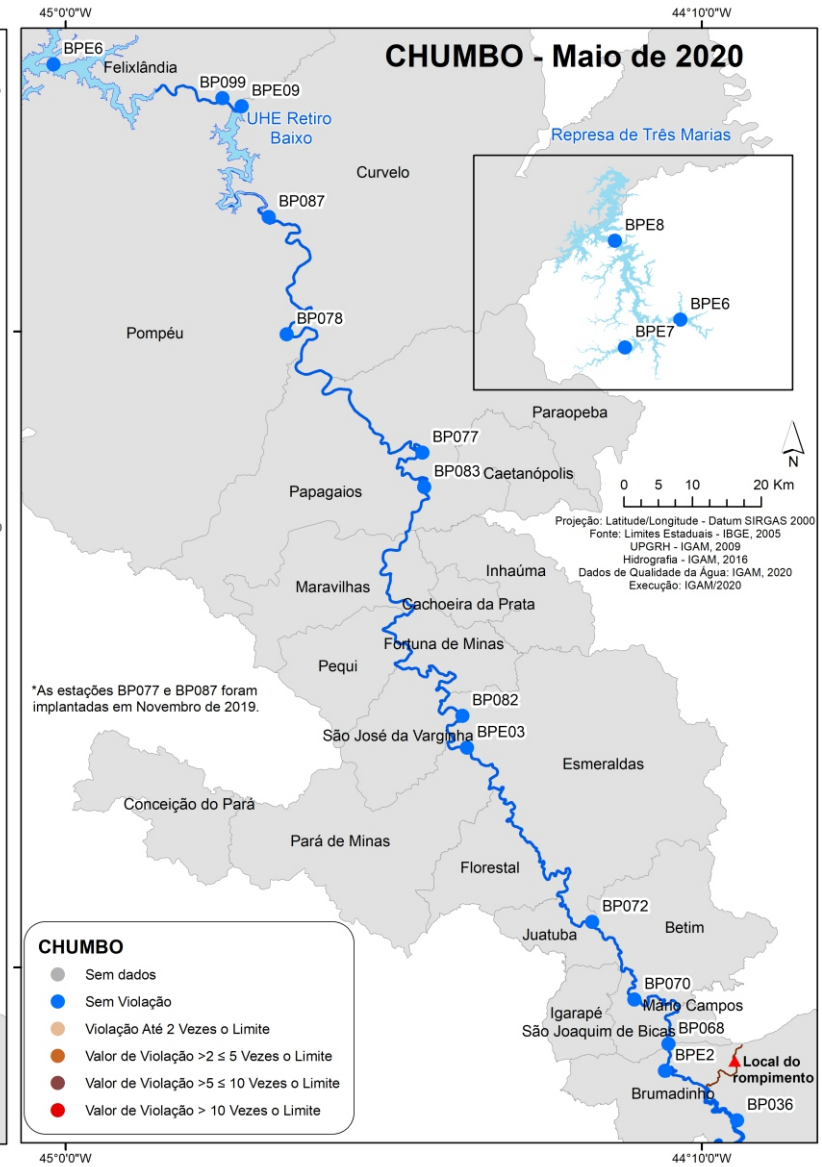 45°0'0"W
44°10'0"W
CHUMBO - Maio de 2020
BPE6
Felixlândia
BP099
BPE09
UHE Retiro
Baixo
Represa de Três Marias
Curvelo
BP087
BPE8
BPE6
BPE7
BP078
Pompéu
Paraopeba
BP077
BP083
Caetanópolis
Papagaios
N
0 5 10 20 Km
Projeção: Latitude/Longitude - Datum SIRGAS 2000
Fonte: Limites Estaduais - IBGE, 2005
UPGRH - IGAM, 2009
Hidrografia - IGAM, 2016
Dados de Qualidade da Água: IGAM, 2020
Execução: IGAM/2020
Inhaúma
Maravilhas
Cachoeira da Prata
Fortuna de Minas
Pequi
*As estações BP077 e BP087 foram
implantadas em Novembro de 2019.
BP082
São José da Varginha
BPE03
Esmeraldas
Conceição do Pará
Pará de Minas
Florestal
BP072
Juatuba
Betim
BP070
Mário Campos
Igarapé
São Joaquim de Bicas
BP068
BPE2
Local do
rompimento
Brumadinho
BP036
CHUMBO
Sem dados
Sem Violação
Violação Até 2 Vezes o Limite
Valor de Violação >2 ≤ 5 Vezes o Limite
Valor de Violação >5 ≤ 10 Vezes o Limite
Valor de Violação > 10 Vezes o Limite
45°0'0"W
44°10'0"W